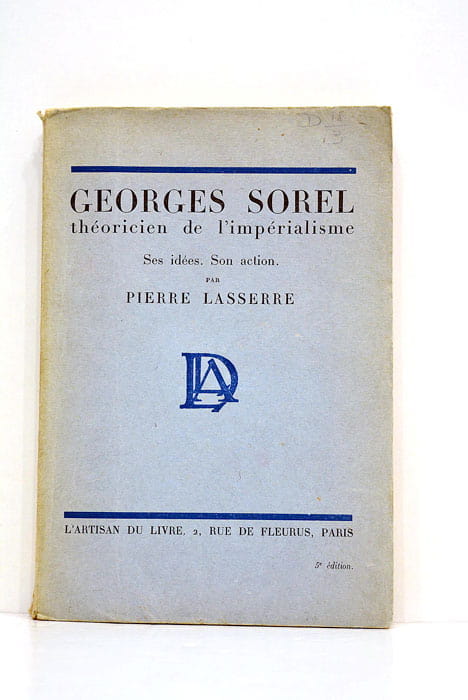 GEORGES SOREL
théoricien de l'impérialisme
Ses idées. Son action.
PAR
PIERRE LASSERRE
L'ARTISAN DU LIVRE, 2, RUE DE FLEURUS, PARIS
5e édition.